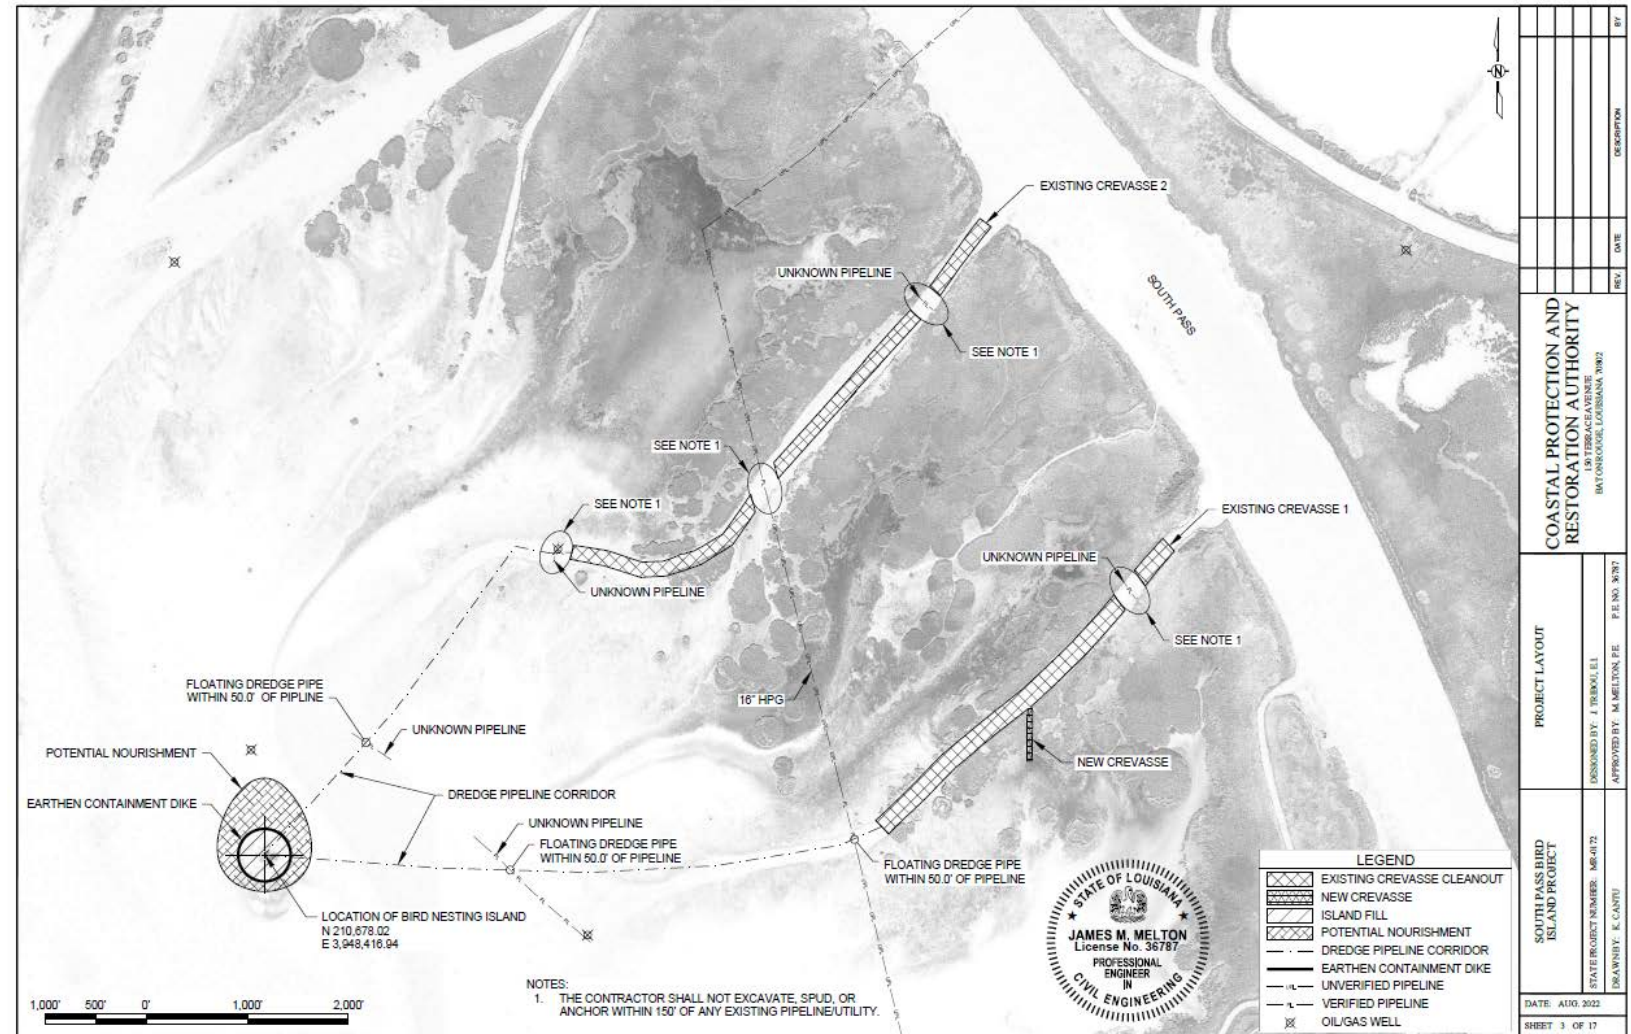 EXISTING CREVASSE 2
UNKNOWN PIPELINE
SEE NOTE 1
SOUTH PASS
SEE NOTE 1
SEE NOTE 1
UNKNOWN PIPELINE
EXISTING CREVASSE 1
UNKNOWN PIPELINE
SEE NOTE 1
16" HPG
NEW CREVASSE
FLOATING DREDGE PIPE
WITHIN 50.0' OF PIPLINE
UNKNOWN PIPELINE
POTENTIAL NOURISHMENT
EARTHEN CONTAINMENT DIKE
DREDGE PIPELINE CORRIDOR
UNKNOWN PIPELINE
FLOATING DREDGE PIPE
WITHIN 50.0' OF PIPELINE
FLOATING DREDGE PIPE
WITHIN 50.0' OF PIPELINE
LOCATION OF BIRD NESTING ISLAND
N 210,678.02
E 3,948,416.94
1,000' 500' 0' 1,000' 2,000'
NOTES:
1. THE CONTRACTOR SHALL NOT EXCAVATE, SPUD, OR
ANCHOR WITHIN 150' OF ANY EXISTING PIPELINE/UTILITY.
STATE OF LOUISIANA
JAMES M. MELTON
License No. 36787
PROFESSIONAL
ENGINEER
IN
CIVIL ENGINEERING
LEGEND
EXISTING CREVASSE CLEANOUT
NEW CREVASSE
ISLAND FILL
POTENTIAL NOURISHMENT
DREDGE PIPELINE CORRIDOR
EARTHEN CONTAINMENT DIKE
UNVERIFIED PIPELINE
VERIFIED PIPELINE
OIL/GAS WELL
N
REV. DATE DESCRIPTION BY
COASTAL PROTECTION AND
RESTORATION AUTHORITY
150 TERRACE AVENUE
BATON ROUGE, LOUISIANA 70802
PROJECT LAYOUT
DESIGNED BY: J. TRIBOU, E.I.
APPROVED BY: M. MELTON, P.E. P.E. NO. 36787
SOUTH PASS BIRD
ISLAND PROJECT
STATE PROJECT NUMBER: MR-0172
DRAWN BY: K. CANTU
DATE: AUG. 2022
SHEET 3 OF 17